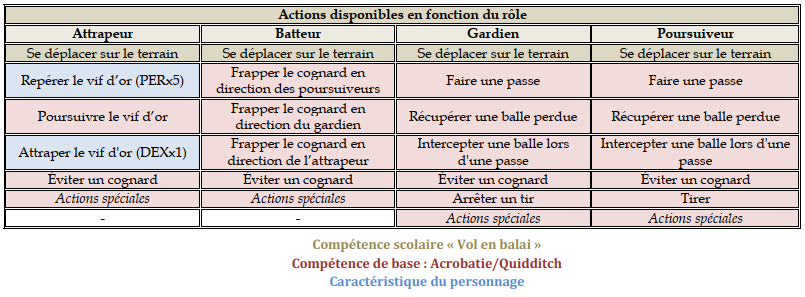 Actions disponibles en fonction du rôle
Attrapeur Batteur Gardien Poursuiveur
Se déplacer sur le terrain Se déplacer sur le terrain Se déplacer sur le terrain Se déplacer sur le terrain
Repérer le vif d’or (PERx5) Frapper le cognard en direction des poursuiveurs Faire une passe Faire une passe
Poursuivre le vif d’or Frapper le cognard en direction du gardien Récupérer une balle perdue Récupérer une balle perdue
Attraper le vif d'or (DEXx1) Frapper le cognard en direction de l’attrapeur Intercepter une balle lors d'une passe Intercepter une balle lors d'une passe
Éviter un cognard Éviter un cognard Éviter un cognard Éviter un cognard
Actions spéciales Actions spéciales Arrêter un tir Tirer
- - Actions spéciales Actions spéciales
Compétence scolaire « Vol en balai »
Compétence de base : Acrobatie/Quidditch
Caractéristique du personnage